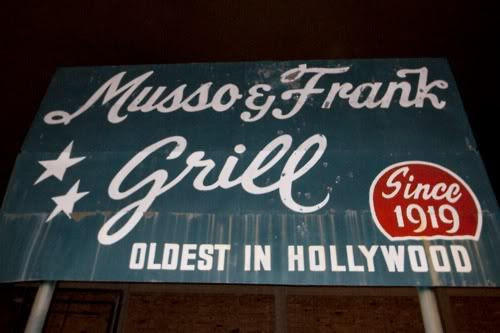 Musso & Frank
Grill
Since
1919
OLDEST IN HOLLYWOOD